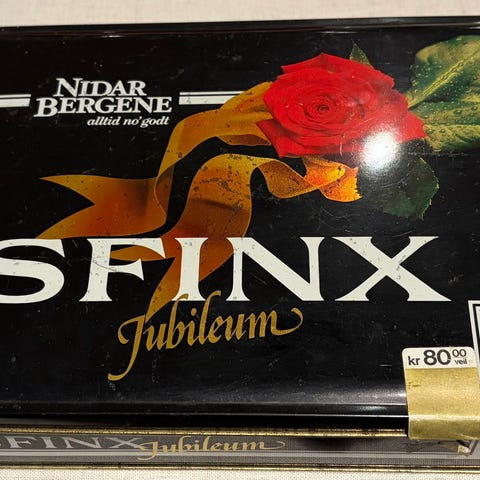 NIDAR
BERGENE
alltid no'godt
SFINX
Jubileum
kr 80 00
veil
SFINX Jubileum